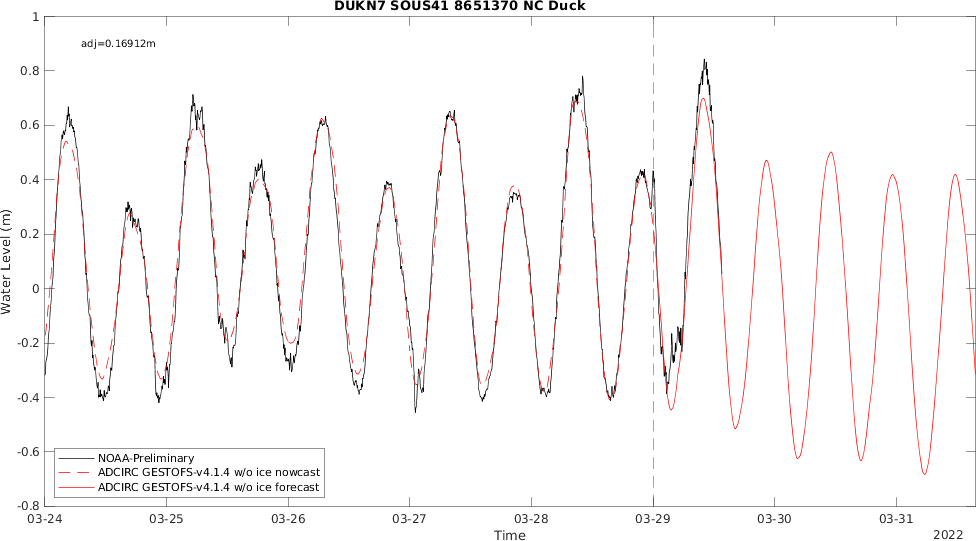 DUKN7 SOUS41 8651370 NC Duck
adj=0.16912m
1
0.8
0.6
0.4
0.2
0
-0.2
-0.4
-0.6
-0.8
Water Level (m)
NOAA-Preliminary
ADCIRC GESTOFS-v4.1.4 w/o ice nowcast
ADCIRC GESTOFS-v4.1.4 w/o ice forecast
03-24 03-25 03-26 03-27 03-28 03-29 03-30 03-31
Time
2022